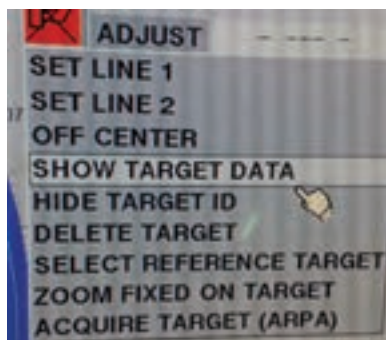 ADJUST
SET LINE 1
SET LINE 2
OFF CENTER
SHOW TARGET DATA
HIDE TARGET ID
DELETE TARGET
SELECT REFERENCE TARGET
ZOOM FIXED ON TARGET
ACQUIRE TARGET (ARPA)